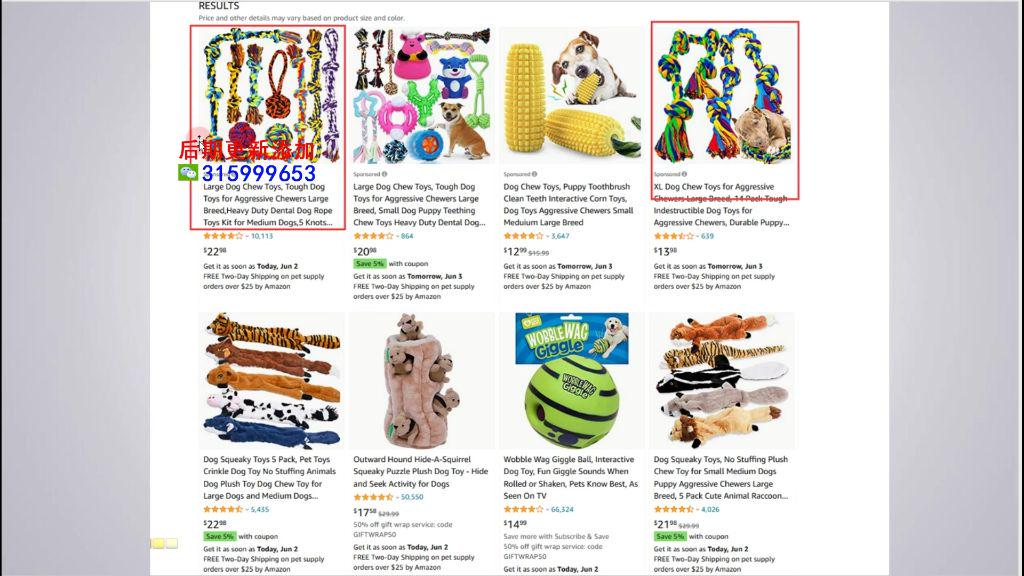 RESULTS
Price and other details may vary based on product size and color.
后期更新添加
315999653
Sponsored
Large Dog Chew Toys, Tough Dog
Toys for Aggressive Chewers Large
Breed,Heavy Duty Dental Dog Rope
Toys Kit for Medium Dogs,5 Knots...
~ 10,113
$22.98
Get it as soon as Today, Jun 2
FREE Two-Day Shipping on pet supply
orders over $25 by Amazon
Sponsored
Large Dog Chew Toys, Tough Dog
Toys for Aggressive Chewers Large
Breed, Small Dog Puppy Teething
Chew Toys Heavy Duty Dental Dog...
~ 864
$20.98
Save 5% with coupon
Get it as soon as Tomorrow, Jun 3
FREE Two-Day Shipping on pet supply
orders over $25 by Amazon
Sponsored
Dog Chew Toys, Puppy Toothbrush
Clean Teeth Interactive Corn Toys,
Dog Toys Aggressive Chewers Small
Meduium Large Breed
~ 3,647
$12.99 $15.99
Get it as soon as Tomorrow, Jun 3
FREE Two-Day Shipping on pet supply
orders over $25 by Amazon
Sponsored
XL Dog Chew Toys for Aggressive
Chewers Large Breed, 14 Pack Tough
Indestructible Dog Toys for
Aggressive Chewers, Durable Puppy...
~ 639
$13.98
Get it as soon as Tomorrow, Jun 3
FREE Two-Day Shipping on pet supply
orders over $25 by Amazon
WOBBLE WAG
Giggle
WOBBLE WAG
Giggle
Dog Squeaky Toys 5 Pack, Pet Toys
Crinkle Dog Toy No Stuffing Animals
Dog Plush Toy Dog Chew Toy for
Large Dogs and Medium Dogs...
~ 5,435
$22.98
Save 5% with coupon
Get it as soon as Today, Jun 2
FREE Two-Day Shipping on pet supply
orders over $25 by Amazon
Outward Hound Hide-A-Squirrel
Squeaky Puzzle Plush Dog Toy - Hide
and Seek Activity for Dogs
~ 50,550
$17.58 $29.99
50% off gift wrap service: code
GIFTWRAP50
Get it as soon as Today, Jun 2
FREE Two-Day Shipping on pet supply
orders over $25 by Amazon
Wobble Wag Giggle Ball, Interactive
Dog Toy, Fun Giggle Sounds When
Rolled or Shaken, Pets Know Best, As
Seen On TV
~ 66,324
$14.99
Save more with Subscribe & Save
50% off gift wrap service: code
GIFTWRAP50
Get it as soon as Today, Jun 2
Dog Squeaky Toys, No Stuffing Plush
Chew Toy for Small Medium Dogs
Puppy Aggressive Chewers Large
Breed, 5 Pack Cute Animal Raccoon...
~ 4,026
$21.98 $29.99
Save 5% with coupon
Get it as soon as Today, Jun 2
FREE Two-Day Shipping on pet supply
orders over $25 by Amazon